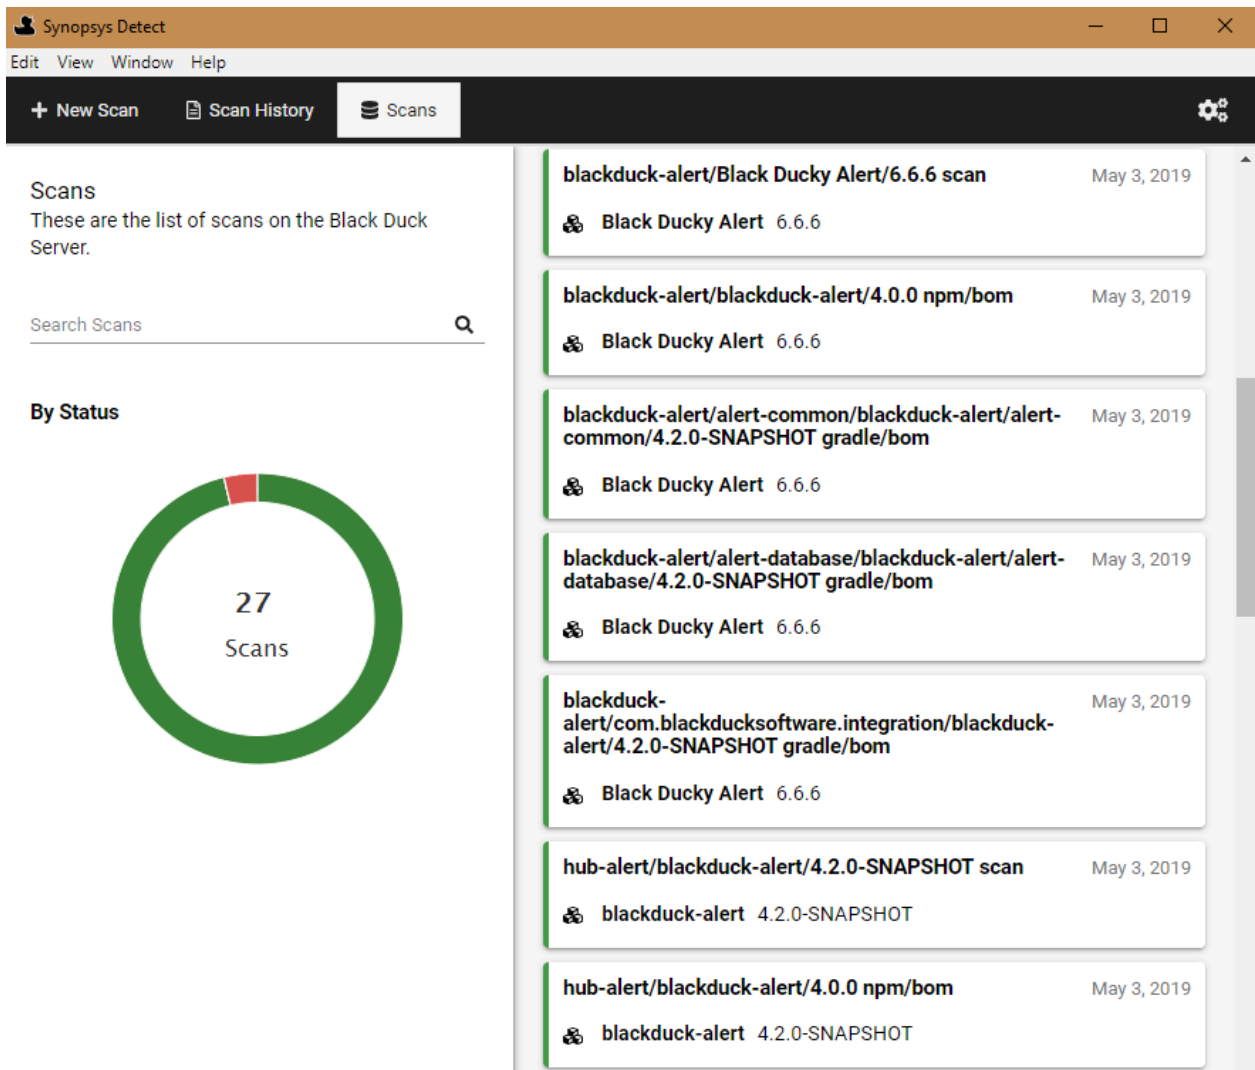 Synopsys Detect
Edit View Window Help
New Scan Scan History Scans
Scans
These are the list of scans on the Black Duck
Server.
Search Scans
By Status
27
Scans
blackduck-alert/Black Ducky Alert/6.6.6 scan May 3, 2019
Black Ducky Alert 6.6.6
blackduck-alert/blackduck-alert/4.0.0 npm/bom May 3, 2019
Black Ducky Alert 6.6.6
blackduck-alert/alert-common/blackduck-alert/alert- May 3, 2019
common/4.2.0-SNAPSHOT gradle/bom
Black Ducky Alert 6.6.6
blackduck-alert/alert-database/blackduck-alert/alert- May 3, 2019
database/4.2.0-SNAPSHOT gradle/bom
Black Ducky Alert 6.6.6
blackduck- May 3, 2019
alert/com.blackducksoftware.integration/blackduck-
alert/4.2.0-SNAPSHOT gradle/bom
Black Ducky Alert 6.6.6
hub-alert/blackduck-alert/4.2.0-SNAPSHOT scan May 3, 2019
blackduck-alert 4.2.0-SNAPSHOT
hub-alert/blackduck-alert/4.0.0 npm/bom May 3, 2019
blackduck-alert 4.2.0-SNAPSHOT